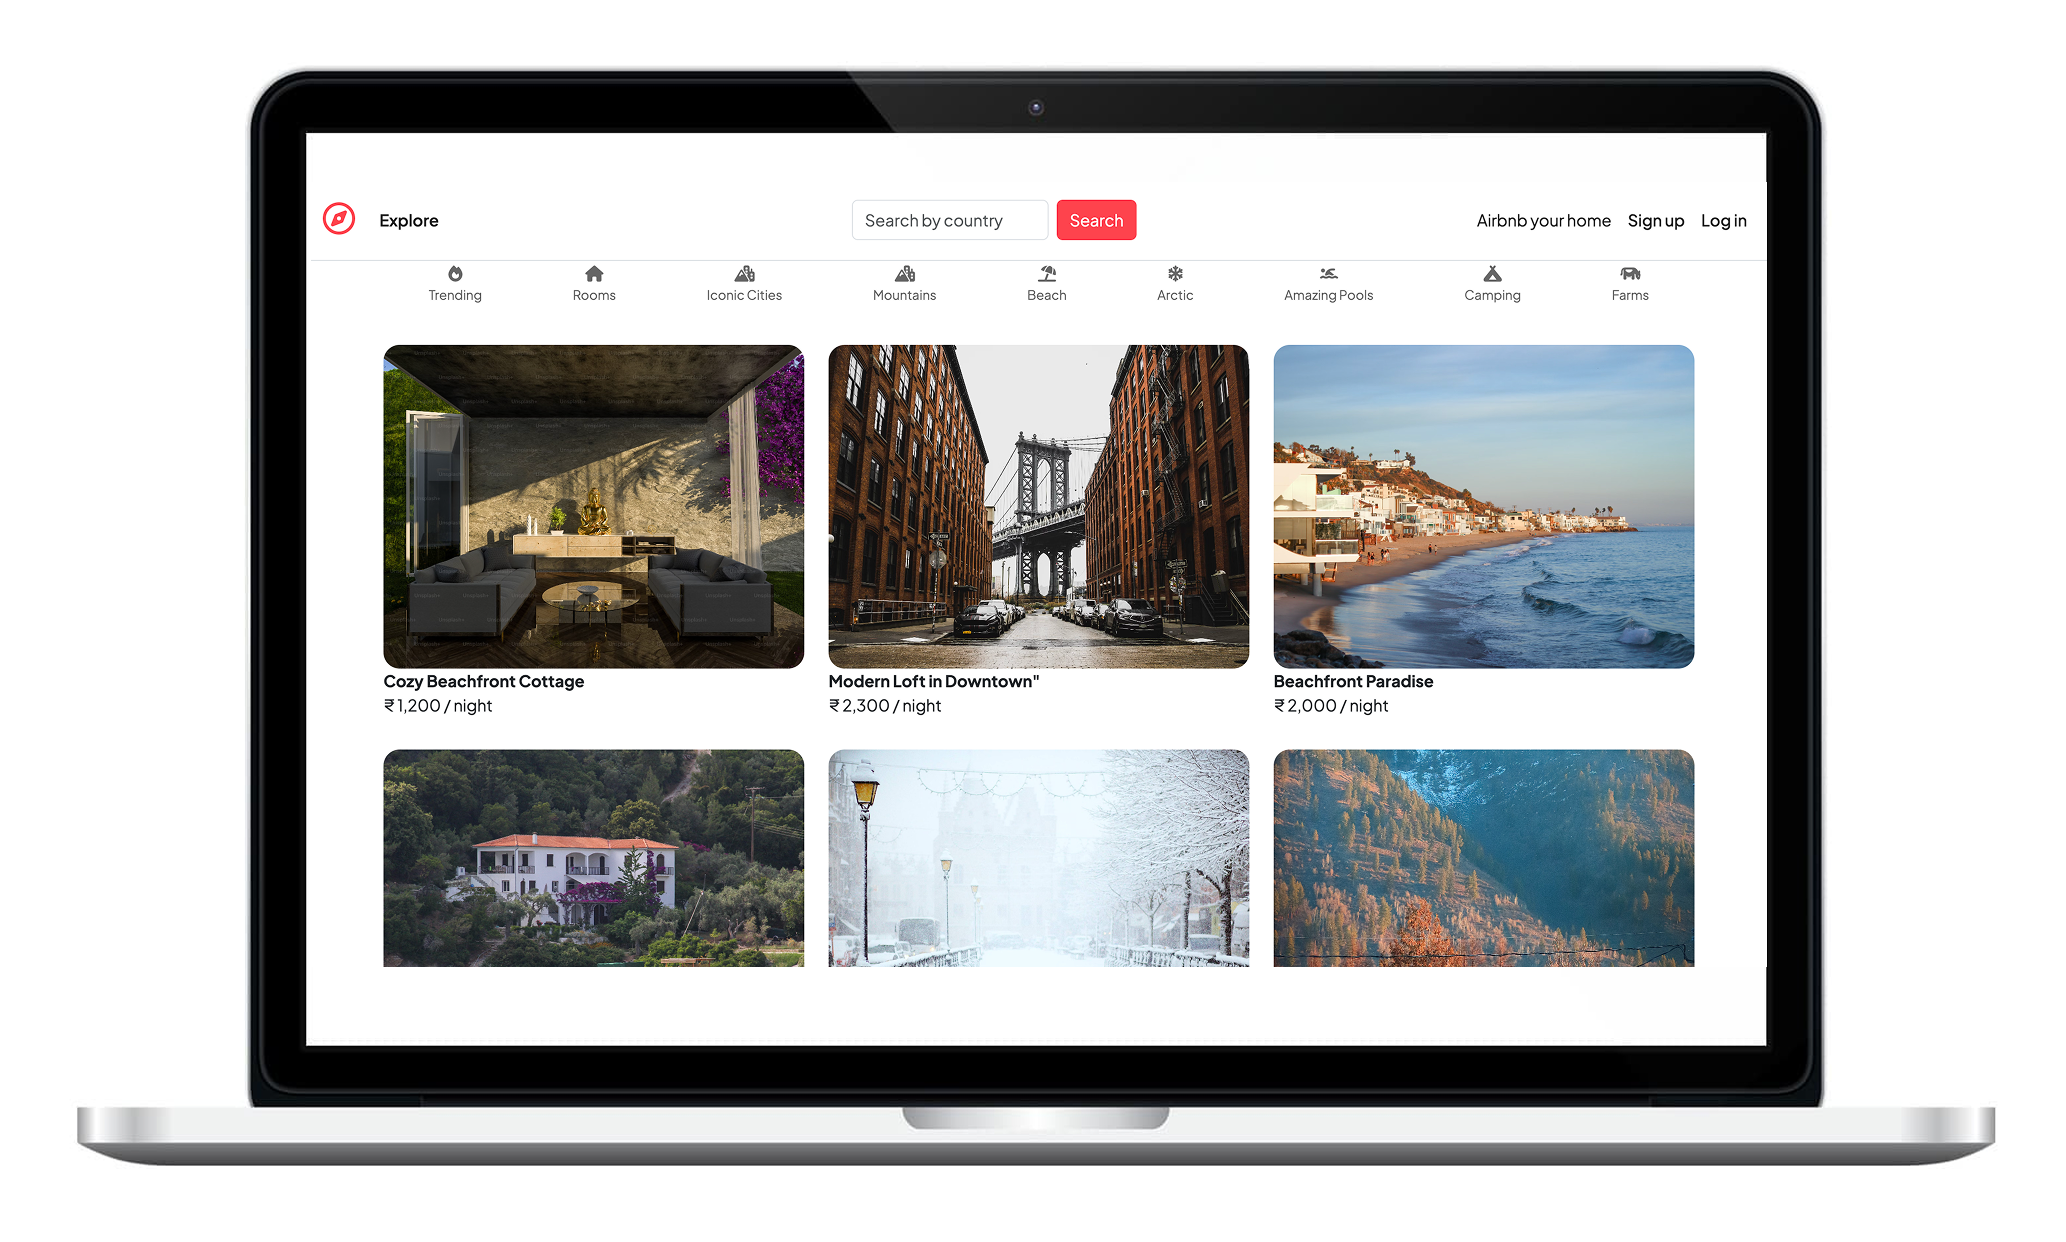 Explore
Search by country
Search
Airbnb your home
Sign up
Log in
Trending
Rooms
Iconic Cities
Mountains
Beach
Arctic
Amazing Pools
Camping
Farms
Cozy Beachfront Cottage
₹ 1,200 / night
Modern Loft in Downtown"
₹ 2,300 / night
Beachfront Paradise
₹ 2,000 / night